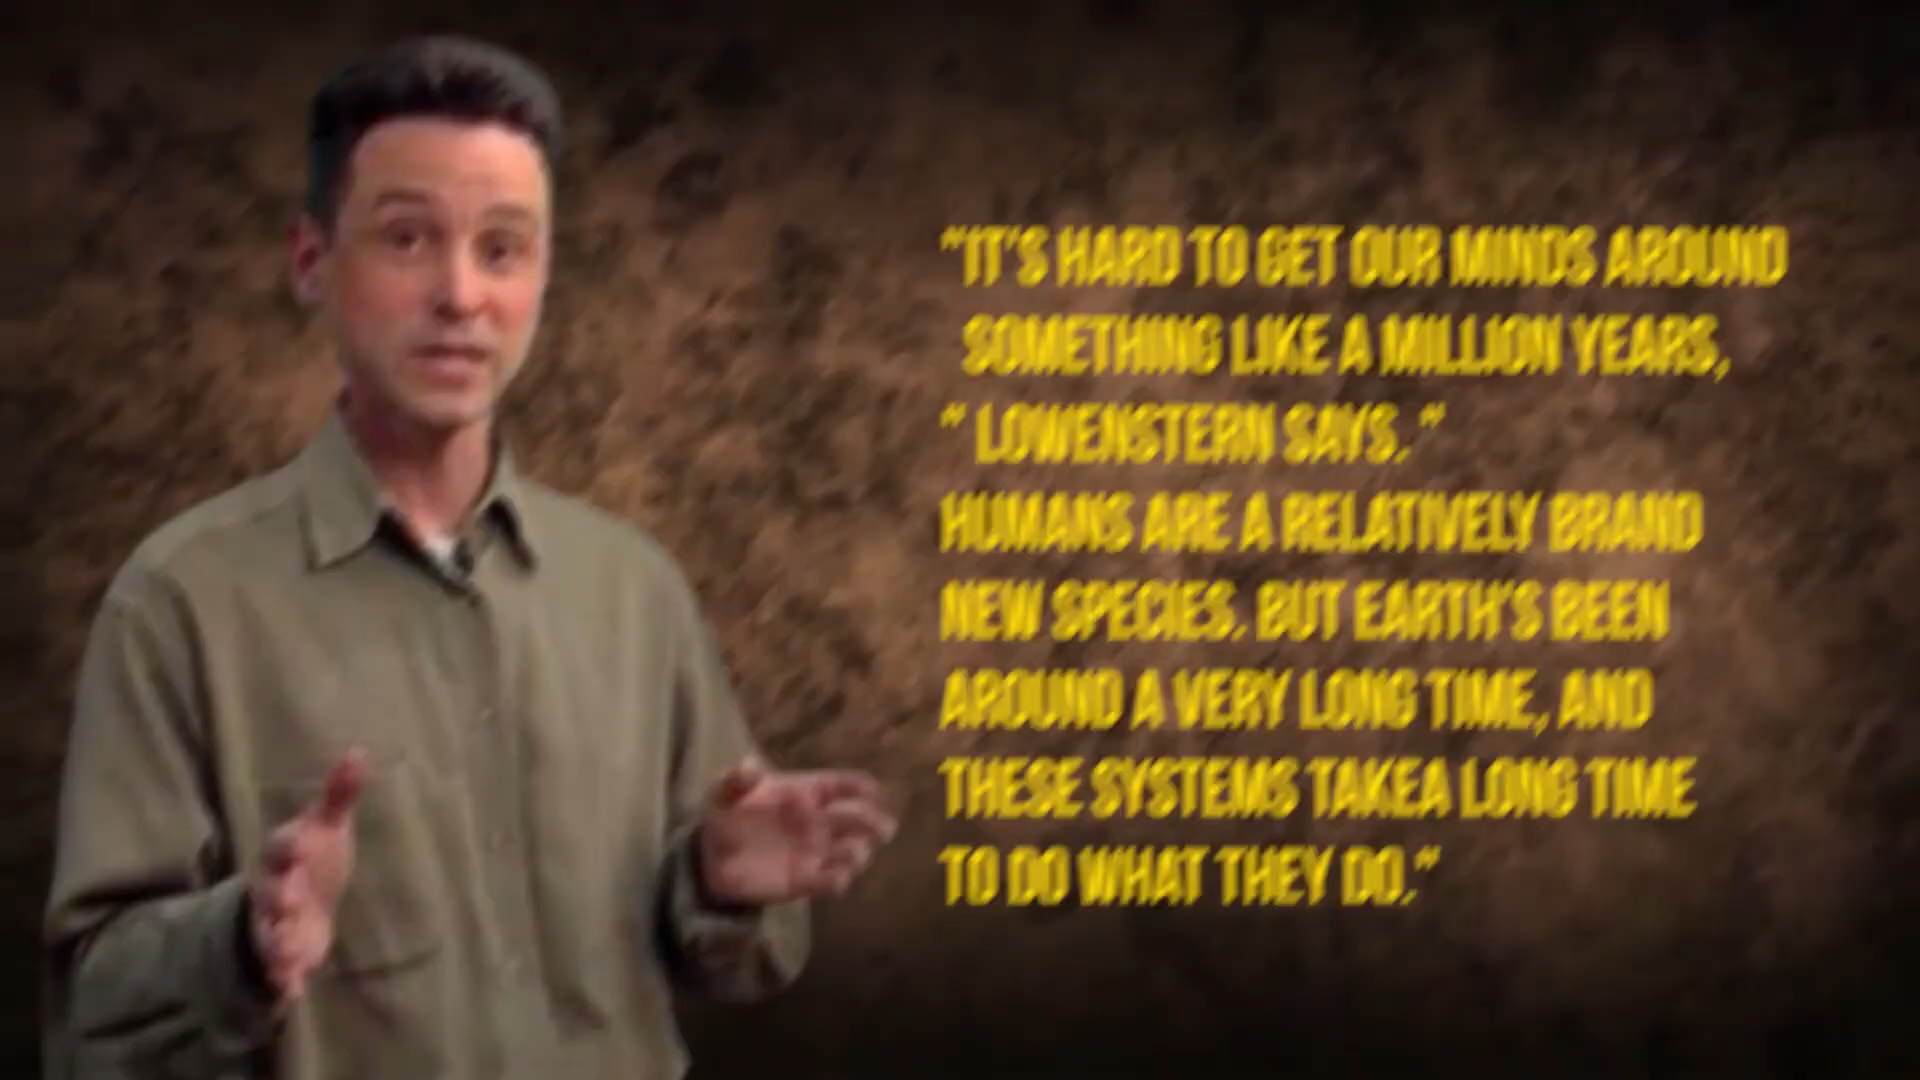 "IT'S HARD TO GET OUR MINDS AROUND
SOMETHING LIKE A MILLION YEARS,
" LOWENSTERN SAYS. "
HUMANS ARE A RELATIVELY BRAND
NEW SPECIES. BUT EARTH'S BEEN
AROUND A VERY LONG TIME, AND
THESE SYSTEMS TAKEA LONG TIME
TO DO WHAT THEY DO."